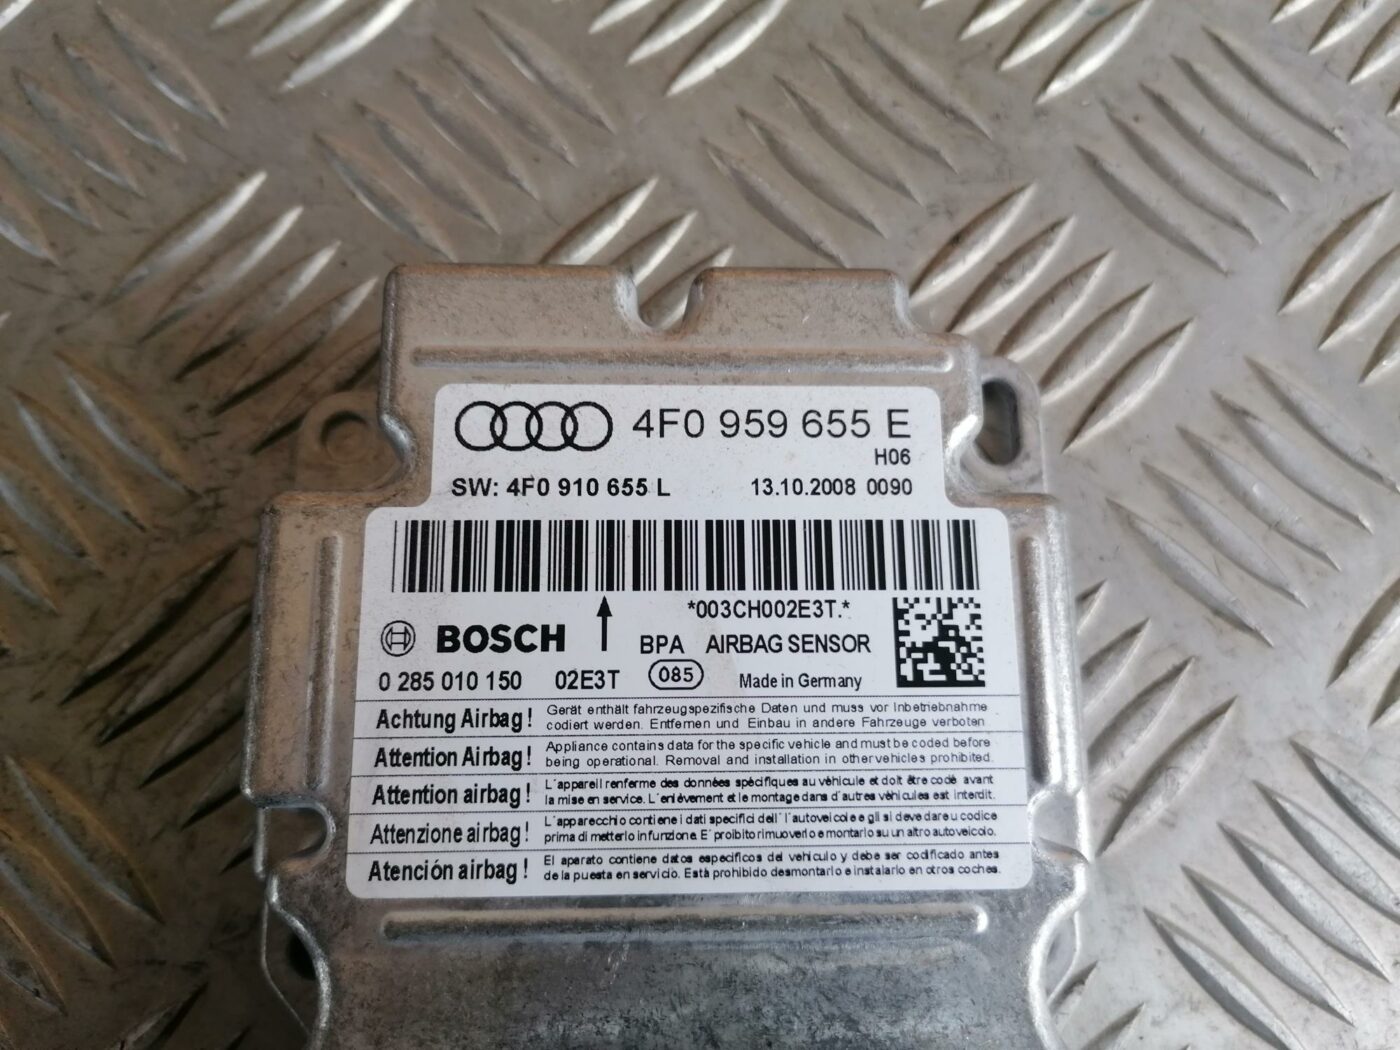 4F0 959 655 E
H06
SW: 4F0 910 655 L 13.10.2008 0090
*003CH002E3T.*
BOSCH BPA AIRBAG SENSOR
0 285 010 150 02E3T 085 Made in Germany
Achtung Airbag! Gerät enthält fahrzeugspezifische Daten und muss vor Inbetriebnahme
codiert werden. Entfernen und Einbau in andere Fahrzeuge verboten
Attention Airbag! Appliance contains data for the specific vehicle and must be coded before
being operational. Removal and installation in other vehicles prohibited.
Attention airbag! L'appareil renferme des données spécifiques au véhicule et doit être codé avant
la mise en service. L'enlèvement et le montage dans d'autres véhicules est interdit.
Attenzione airbag! L'apparecchio contiene i dati specifici dell'l'autoveicolo e gli si deve dare u codice
prima di metterlo in funzione. E' proibito rimuoverlo e montarlo su un altro autoveicolo.
Atención airbag! El aparato contiene datos especificos del vehiculo y debe ser codificado antes
de la puesta en servicio. Està prohibido desmontarlo e instalarlo en otros coches.